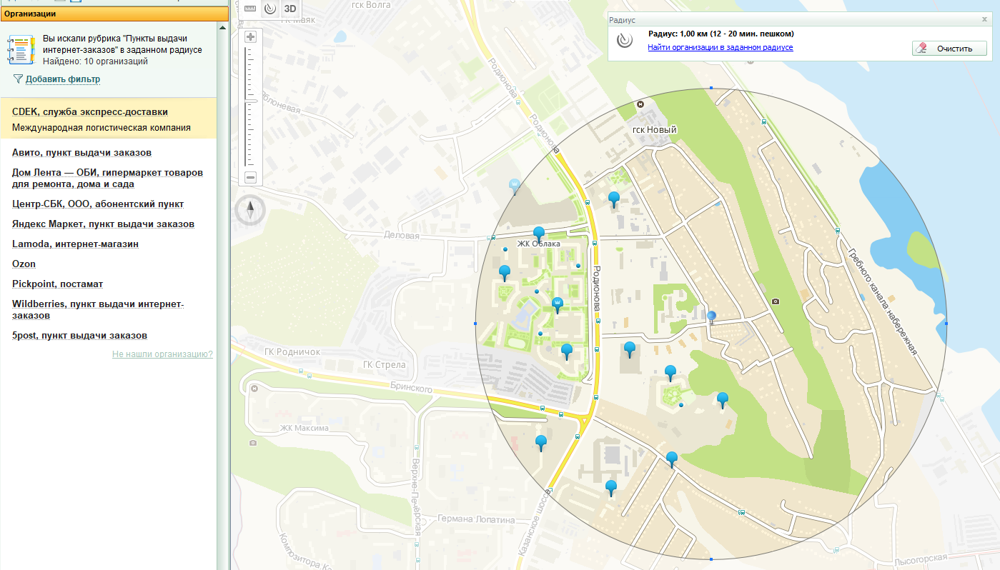 Организации
Вы искали рубрика "Пункты выдачи
интернет-заказов" в заданном радиусе
Найдено: 10 организаций
Добавить фильтр
CDEK, служба экспресс-доставки
Международная логистическая компания
Авито, пункт выдачи заказов
Дом Лента — ОБИ, гипермаркет товаров
для ремонта, дома и сада
Центр-СБК, ООО, абонентский пункт
Яндекс Маркет, пункт выдачи заказов
Lamoda, интернет-магазин
Ozon
Pickpoint, постамат
Wildberries, пункт выдачи интернет-
заказов
5post, пункт выдачи заказов
Не нашли организацию?
3D
Радиус
x
Радиус: 1,00 км (12 - 20 мин. пешком)
Найти организации в заданном радиусе
Очистить
гск Волга
ГК Маяк
Родионова
Родионова
гск Новый
Деловая
ЖК Облака
Родионова
Гребного канала набережная
ГК Родничок
ГК Стрела
Бринского
ЖК Максима
Верхне-Печёрская
Германа Лопатина
Казанское шоссе
Композитора Ка
Лысогорская